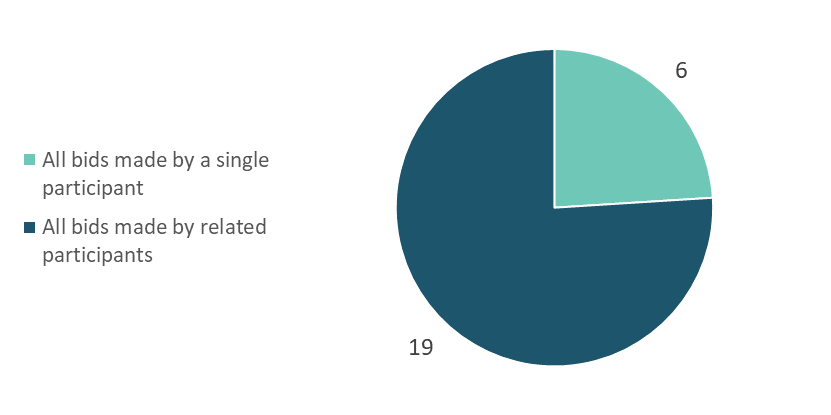 All bids made by a single
participant
All bids made by related
participants
6
19